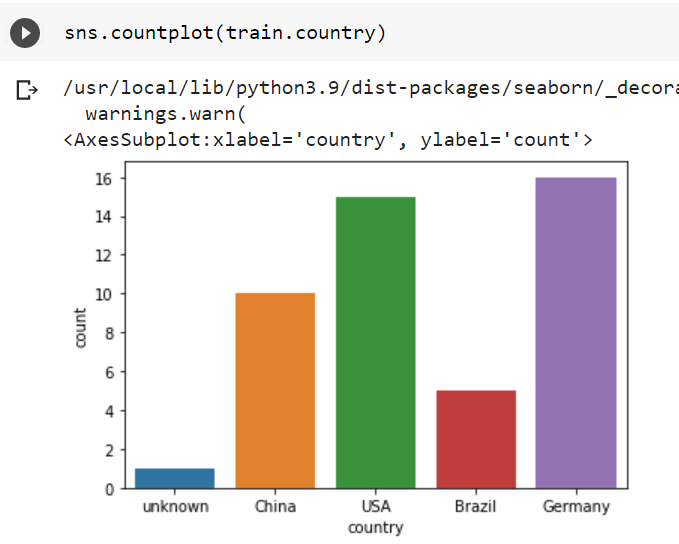 sns.countplot(train.country)
/usr/local/lib/python3.9/dist-packages/seaborn/
warnings.warn(
<AxesSubplot:xlabel='country', ylabel='count'>
16
14
12
10
8
6
4
2
0
count
unknown China USA Brazil Germany
country